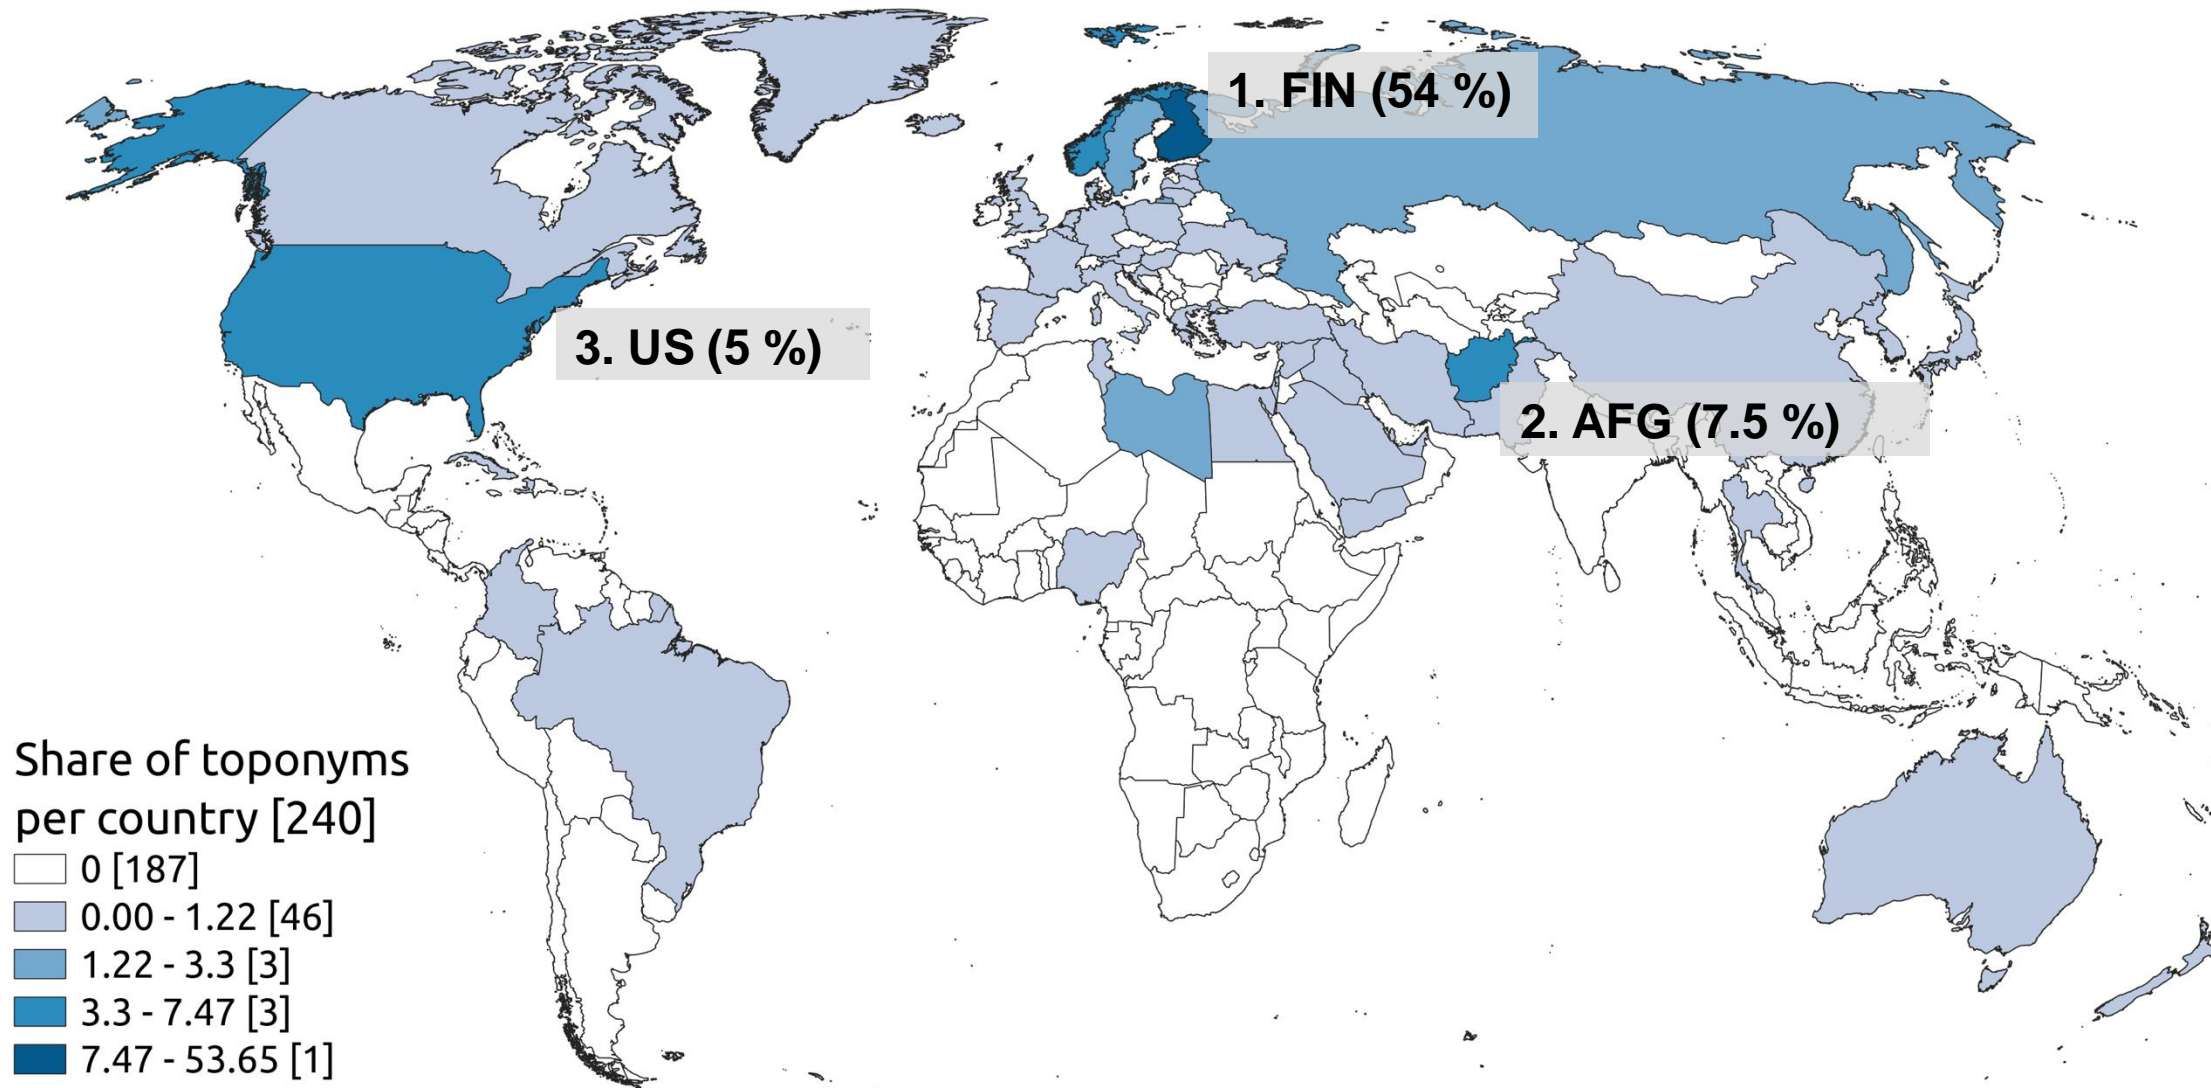 1. FIN (54 %)
3. US (5 %)
2. AFG (7.5 %)
Share of toponyms
per country [240]
0 [187]
0.00 - 1.22 [46]
1.22 - 3.3 [3]
3.3 - 7.47 [3]
7.47 - 53.65 [1]